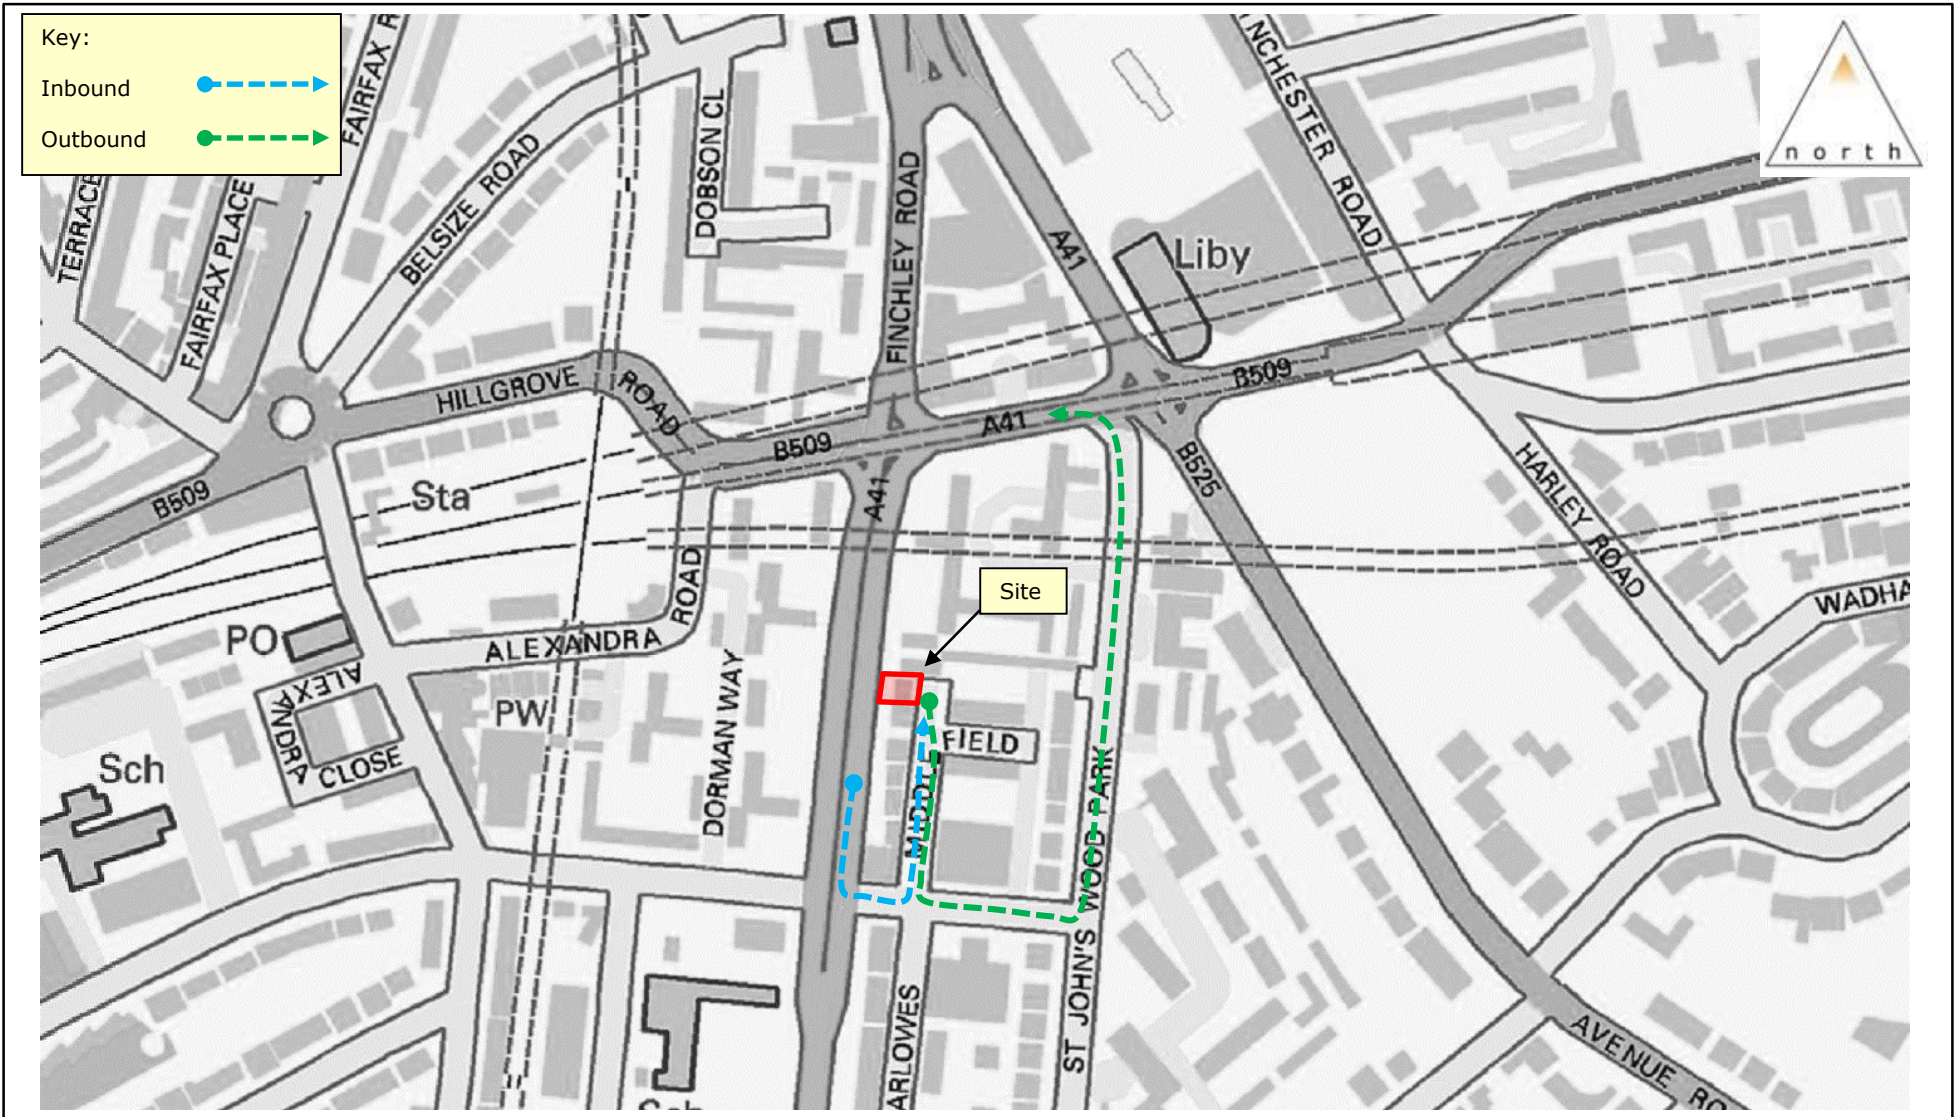 Key:
Inbound
Outbound
north
FAIRFAX R
NCHESTER ROAD
TERRACE
FAIRFAX PLACE
BELSIZE ROAD
DOBSON CL
FINCHLEY ROAD
A41
Liby
HILLGROVE ROAD
B509
A41
B509
B509
Sta
A41
B525
HARLEY ROAD
Site
WADHA
PO
ALEXANDRA ROAD
ALEXANDRA CLOSE
PW
DORMAN WAY
FIELD
Sch
ST JOHN'S WOOD PARK
ARLOWES
AVENUE RO